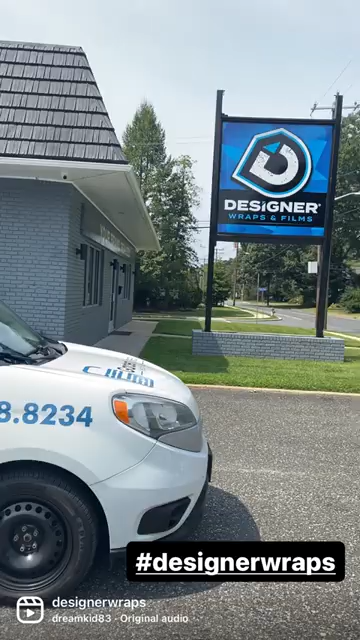 DESIGNER
WRAPS & FILMS
8.8234
#designerwraps
designerwraps
dreamkid83 · Original audio